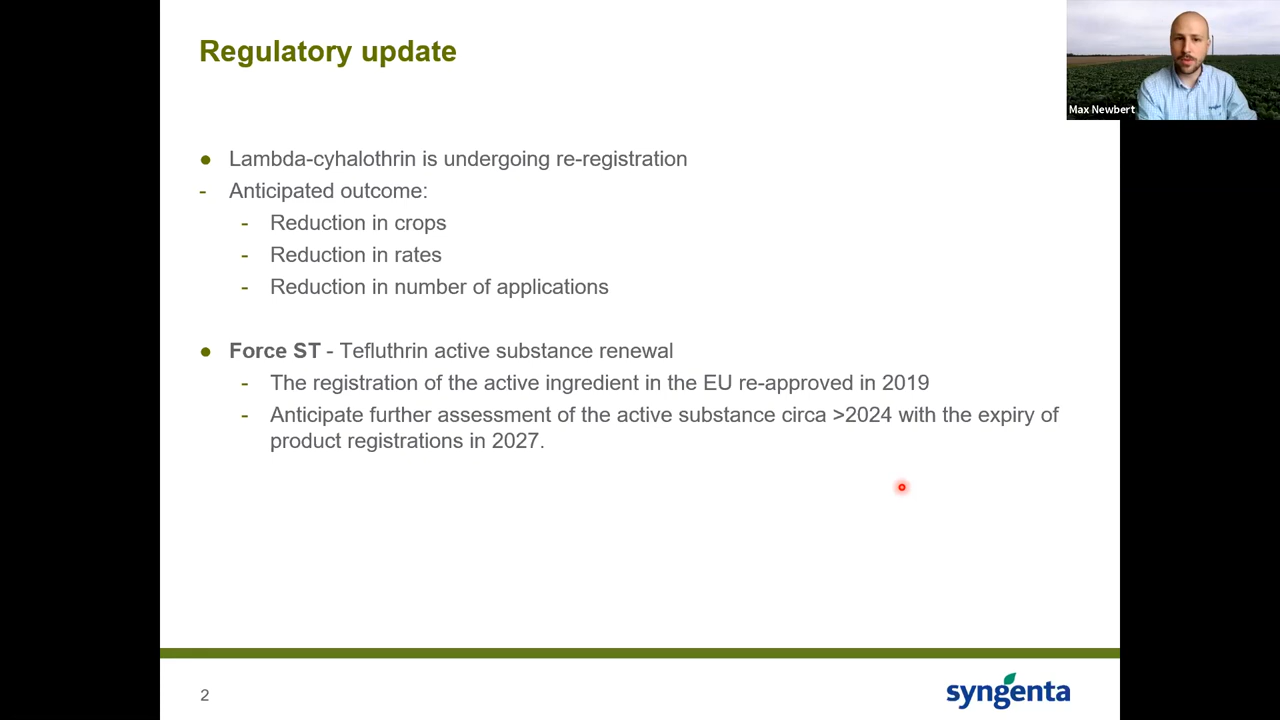 Regulatory update
Max Newbert
● Lambda-cyhalothrin is undergoing re-registration
- Anticipated outcome:
- Reduction in crops
- Reduction in rates
- Reduction in number of applications
● Force ST - Tefluthrin active substance renewal
- The registration of the active ingredient in the EU re-approved in 2019
- Anticipate further assessment of the active substance circa >2024 with the expiry of
product registrations in 2027.
2
syngenta